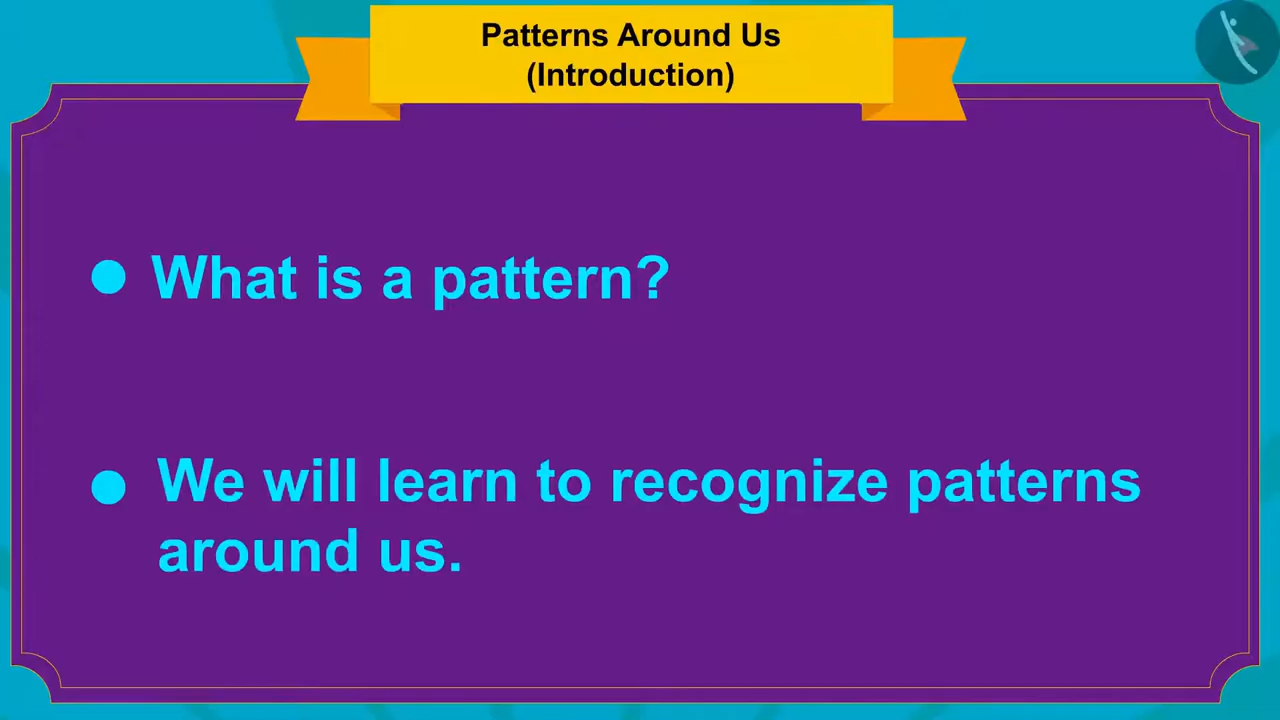 Patterns Around Us
(Introduction)
● What is a pattern?
● We will learn to recognize patterns
around us.